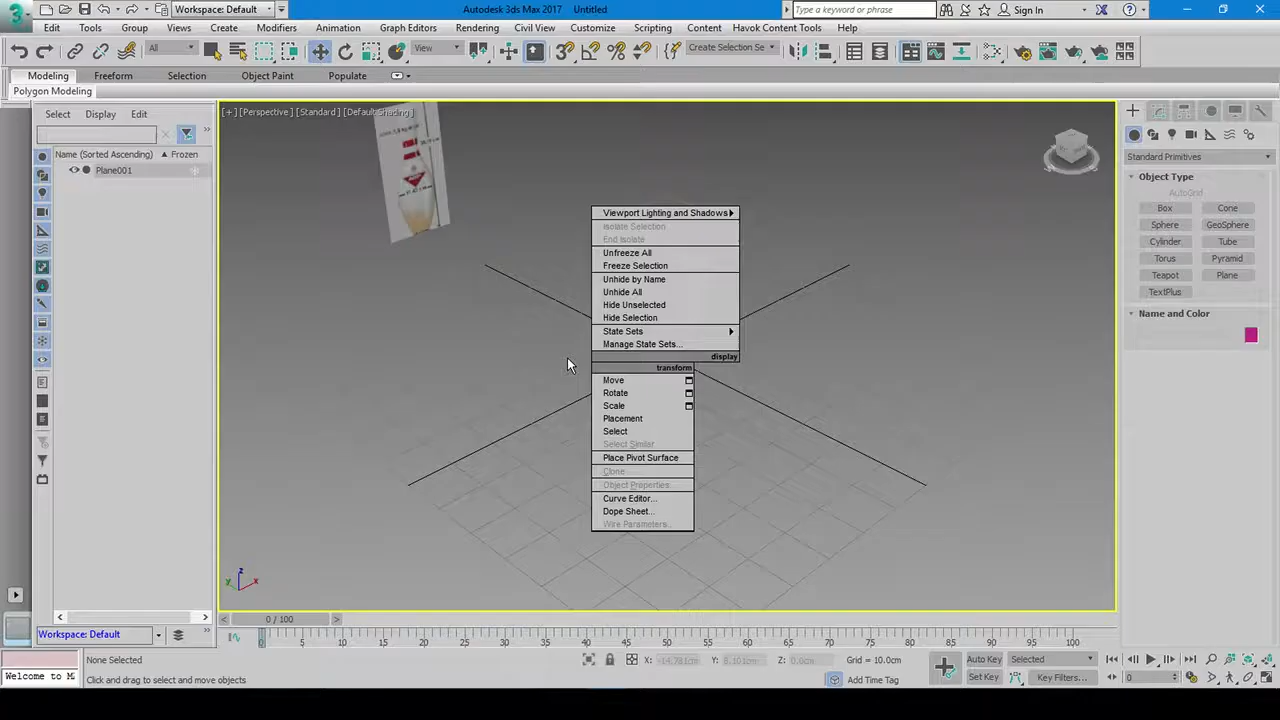 3 Workspace: Default Autodesk 3ds Max 2017 Untitled Type a keyword or phrase Sign In
Edit Tools Group Views Create Modifiers Animation Graph Editors Rendering Civil View Customize Scripting Content Havok Content Tools Help
All View Create Selection Se
Modeling Freeform Selection Object Paint Populate
Polygon Modeling
Select Display Edit
[+] [Perspective] [Standard] [Default Shading]
Name (Sorted Ascending) ▲ Frozen
Plane001
Standard Primitives
Object Type
AutoGrid
Box Cone
Sphere GeoSphere
Cylinder Tube
Torus Pyramid
Teapot Plane
TextPlus
Name and Color
Viewport Lighting and Shadows
Isolate Selection
End Isolate
Unfreeze All
Freeze Selection
Unhide by Name
Unhide All
Hide Unselected
Hide Selection
State Sets
Manage State Sets...
display
transform
Move
Rotate
Scale
Placement
Select
Select Similar
Place Pivot Surface
Clone
Object Properties...
Curve Editor...
Dope Sheet...
Wire Parameters...
z
y x
< 0 / 100 >
0 5 10 15 20 25 30 35 40 45 50 55 60 65 70 75 80 85 90 95 100
Workspace: Default
None Selected X: -14.781cm Y: 8.101cm Z: 0.0cm Grid = 10.0cm Auto Key Selected
Welcome to M Click and drag to select and move objects Add Time Tag Set Key Key Filters... 0